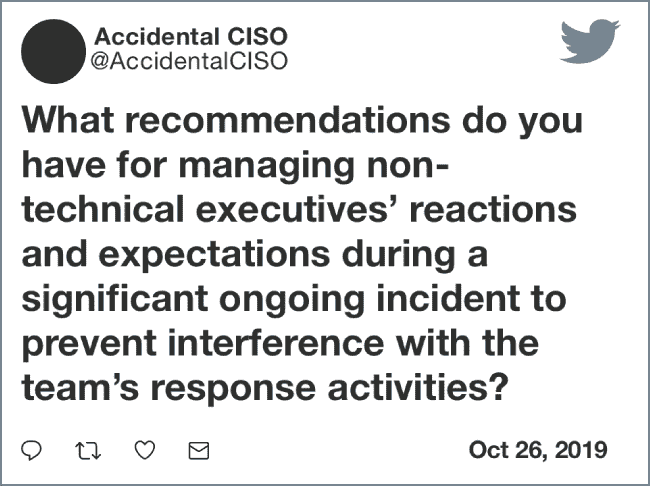 Accidental CISO
@AccidentalCISO
What recommendations do you
have for managing non-
technical executives’ reactions
and expectations during a
significant ongoing incident to
prevent interference with the
team’s response activities?
Oct 26, 2019